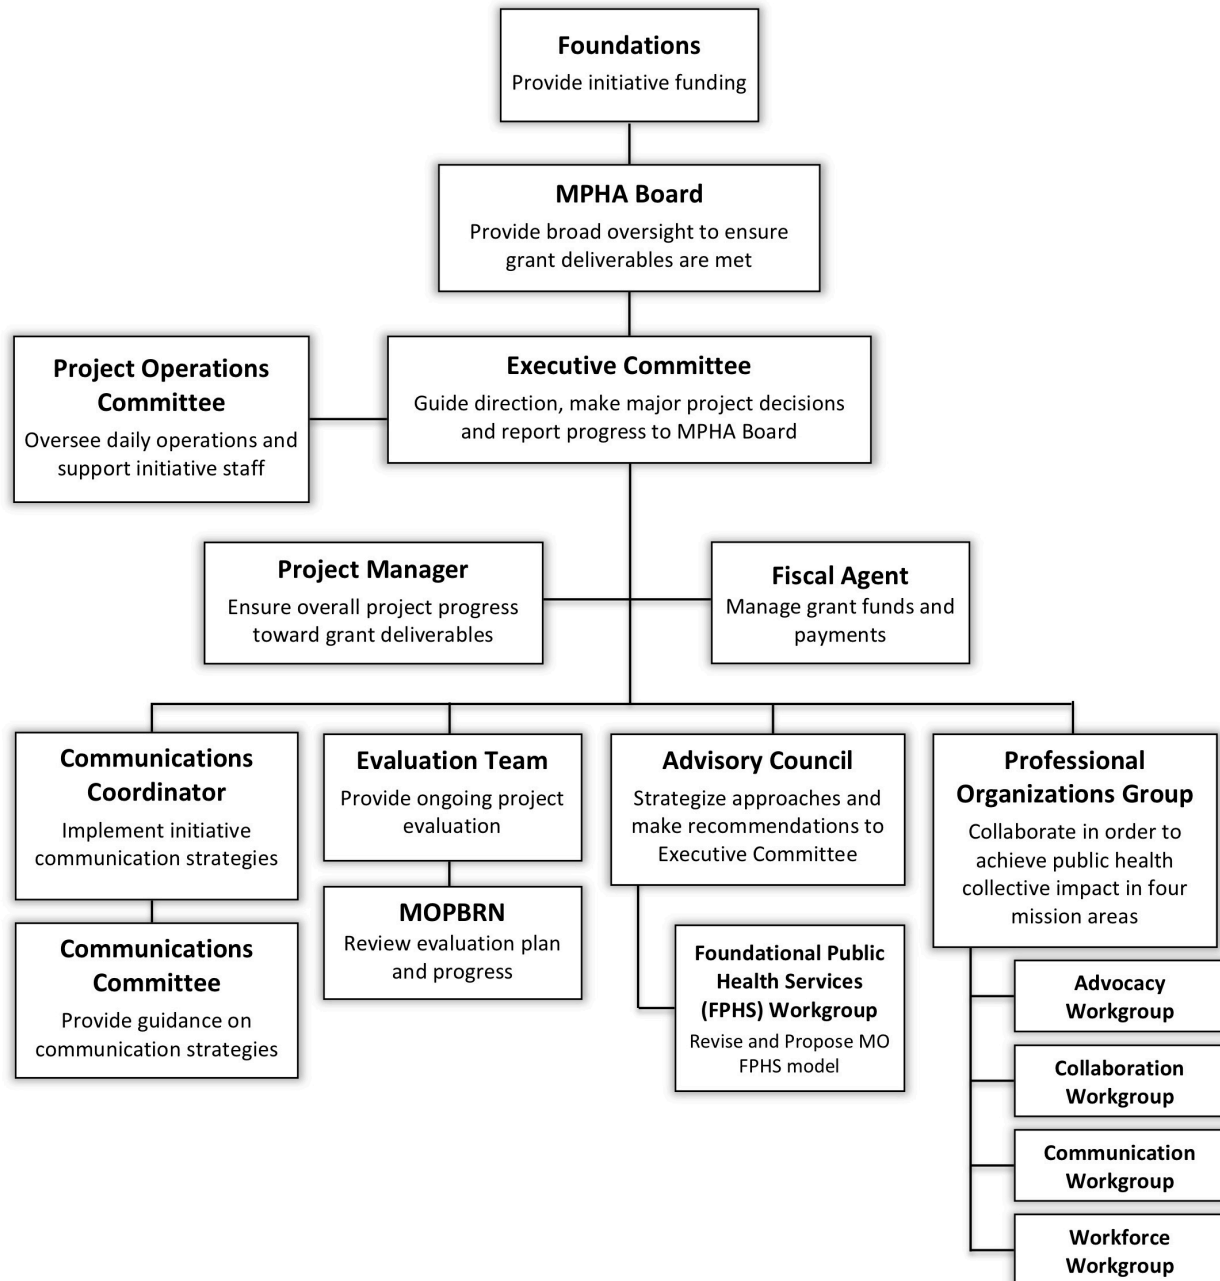 Foundations
Provide initiative funding
MPHA Board
Provide broad oversight to ensure
grant deliverables are met
Project Operations
Committee
Oversee daily operations and
support initiative staff
Executive Committee
Guide direction, make major project decisions
and report progress to MPHA Board
Project Manager
Ensure overall project progress
toward grant deliverables
Fiscal Agent
Manage grant funds and
payments
Communications
Coordinator
Implement initiative
communication strategies
Communications
Committee
Provide guidance on
communication strategies
Evaluation Team
Provide ongoing project
evaluation
MOPBRN
Review evaluation plan
and progress
Advisory Council
Strategize approaches and
make recommendations to
Executive Committee
Foundational Public
Health Services
(FPHS) Workgroup
Revise and Propose MO
FPHS model
Professional
Organizations Group
Collaborate in order to
achieve public health
collective impact in four
mission areas
Advocacy
Workgroup
Collaboration
Workgroup
Communication
Workgroup
Workforce
Workgroup